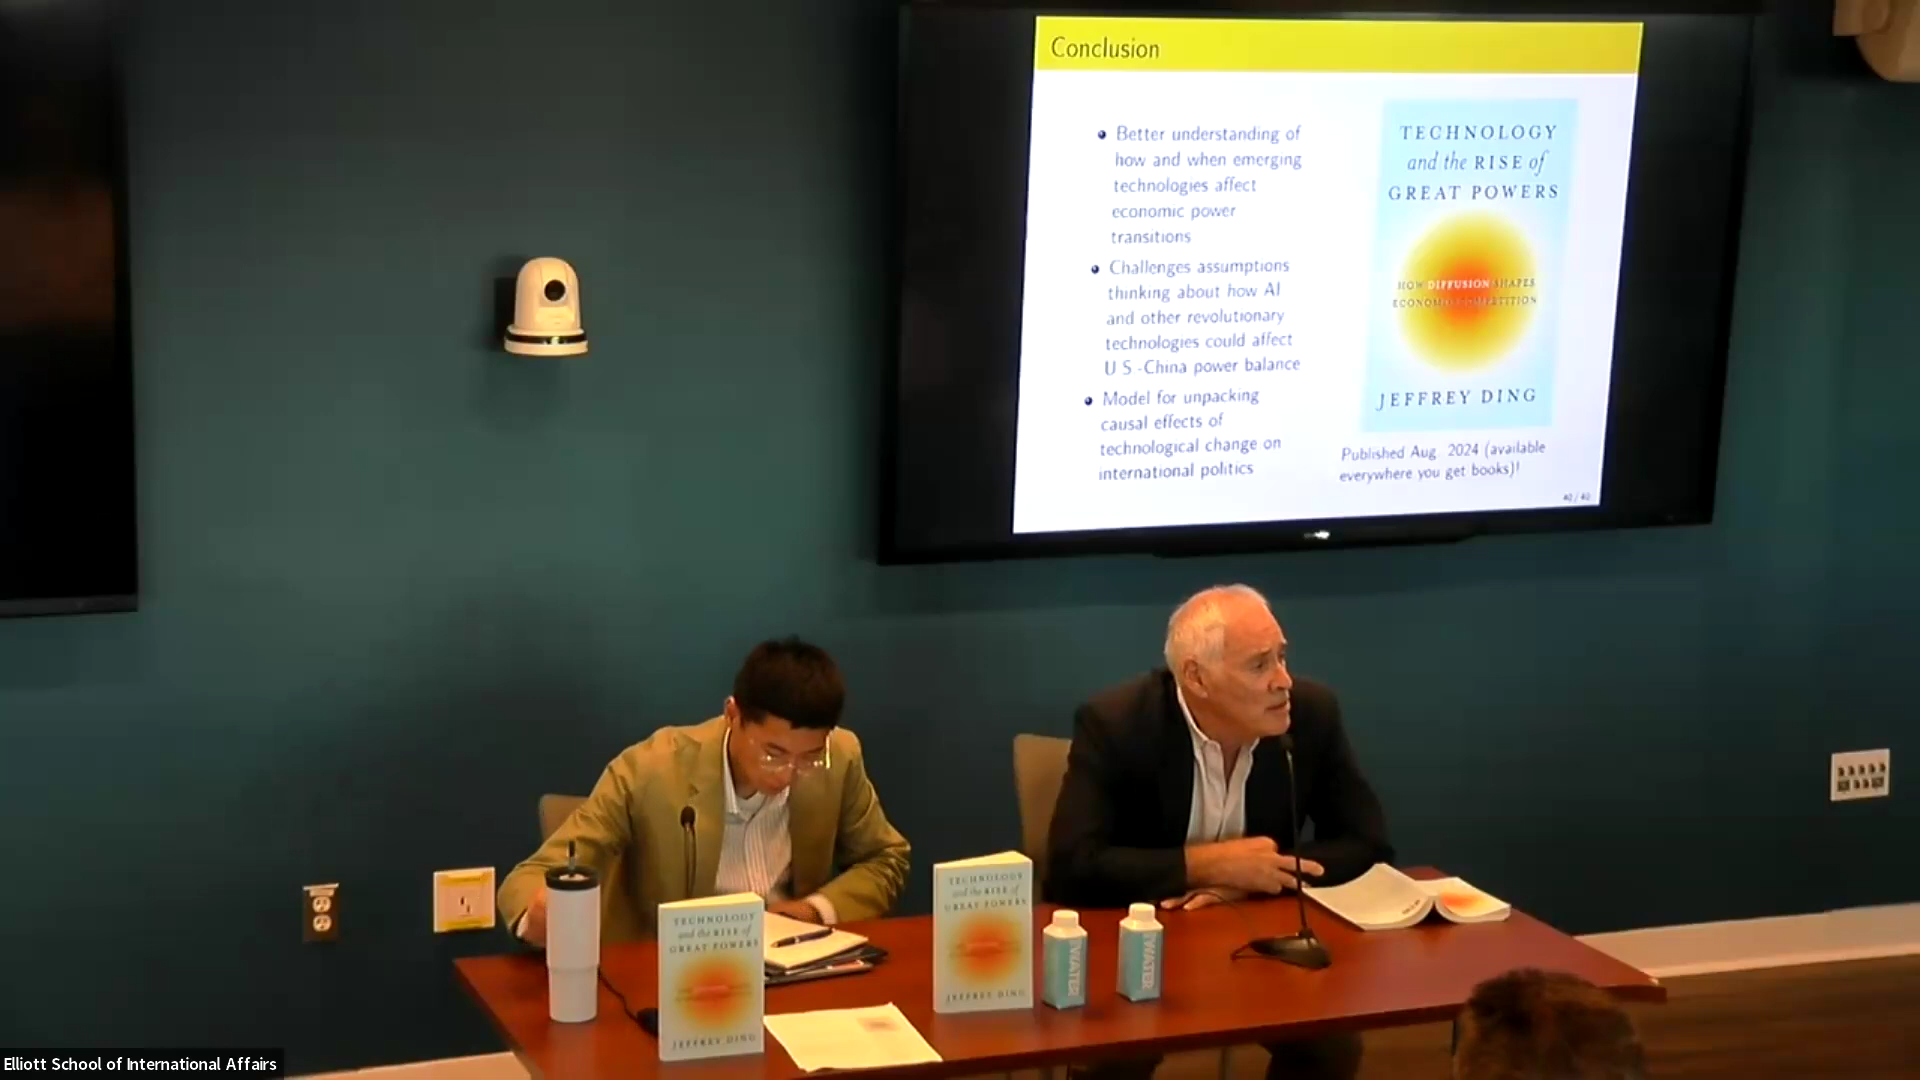 Conclusion
Better understanding of
how and when emerging
technologies affect
economic power
transitions
Challenges assumptions
thinking about how AI
and other revolutionary
technologies could affect
U S -China power balance
Model for unpacking
causal effects of
technological change on
international politics
TECHNOLOGY
and the RISE of
GREAT POWERS
HOW DIFFUSION SHAPES
ECONOMIC COMPETITION
JEFFREY DING
Published Aug. 2024 (available
everywhere you get books)!
40 / 40
TECHNOLOGY
and the RISE of
GREAT POWERS
JEFFREY DING
TECHNOLOGY
and the RISE of
GREAT POWERS
JEFFREY DING
WATER
WATER
Elliott School of International Affairs